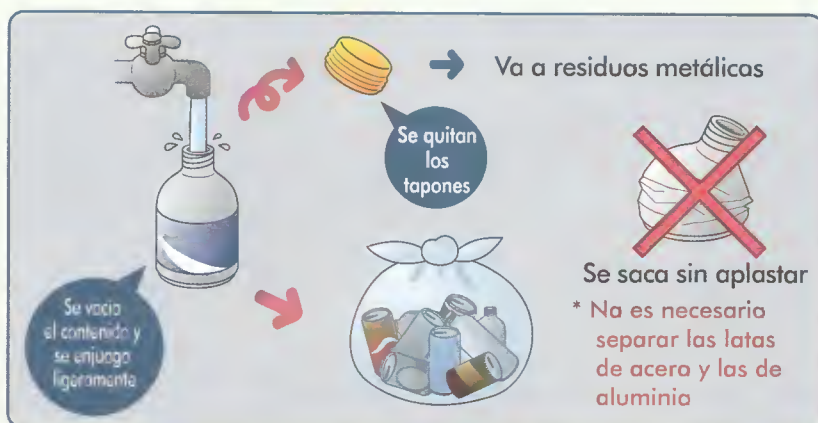 Va a residuos metálicas
Se quitan
los
tapones
Se saca sin aplastar
* Na es necesaria
separar las latas
de acero y las de
aluminia
Se vacía
el contenido y
se enjuaga
ligeramente